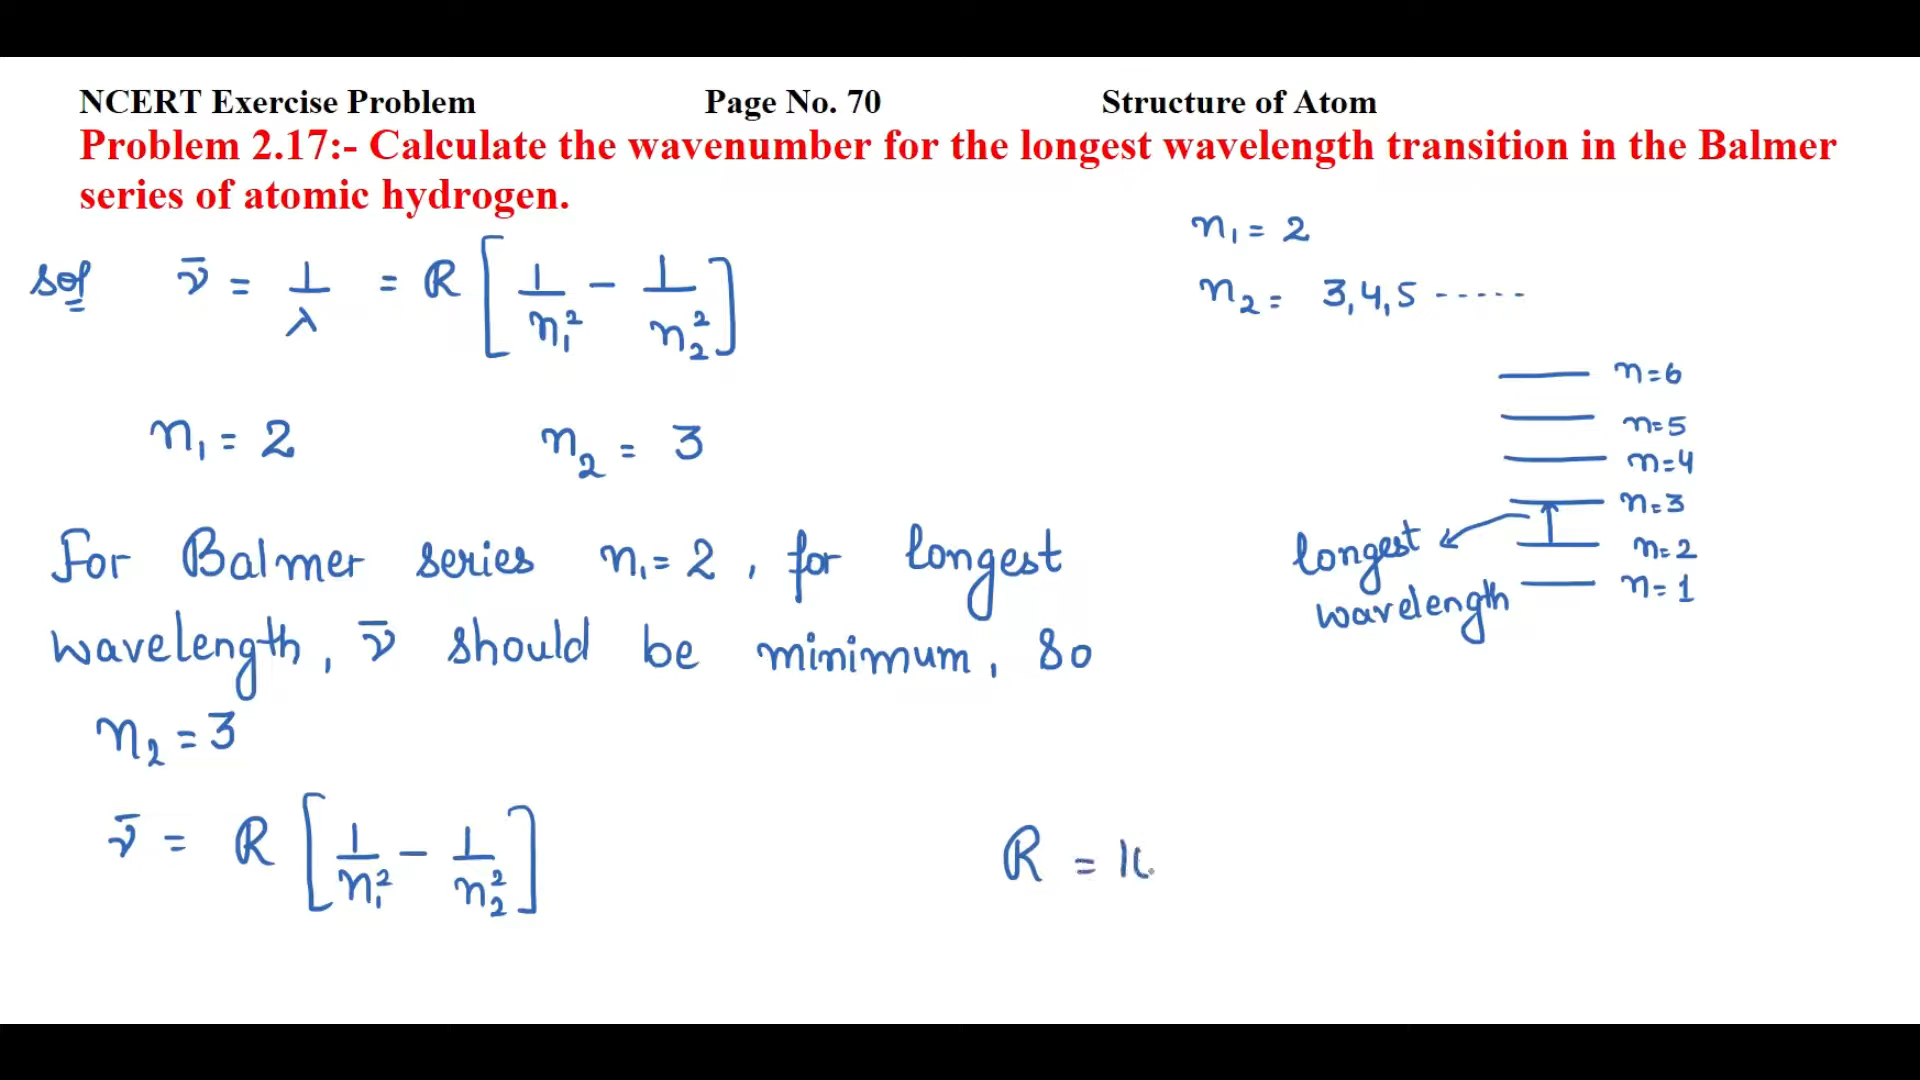 NCERT Exercise Problem Page No. 70 Structure of Atom
Problem 2.17:- Calculate the wavenumber for the longest wavelength transition in the Balmer
series of atomic hydrogen.
Sol ν̄ = 1/λ = R [1/n₁² − 1/n₂²]
n₁ = 2
n₂ = 3,4,5 -----
n₁ = 2 n₂ = 3
For Balmer series n₁ = 2, for longest
wavelength, ν̄ should be minimum, so
n₂ = 3
ν̄ = R [1/n₁² − 1/n₂²]
n=6
n=5
n=4
n=3
n=2
n=1
longest
wavelength
R =